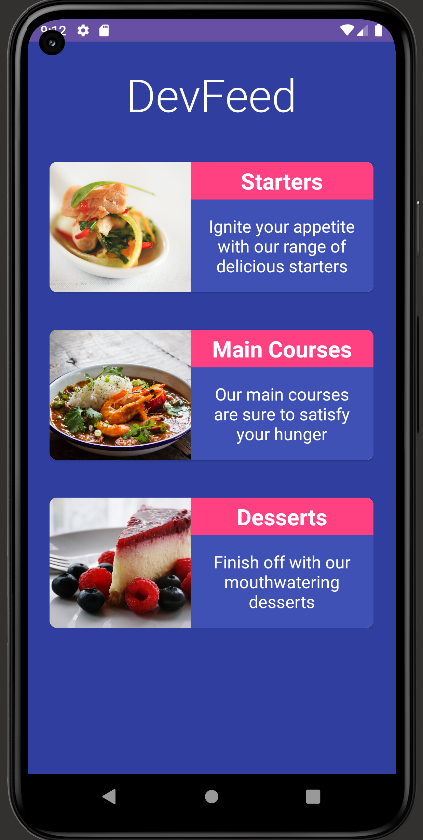 9:12
DevFeed
Starters
Ignite your appetite
with our range of
delicious starters
Main Courses
Our main courses
are sure to satisfy
your hunger
Desserts
Finish off with our
mouthwatering
desserts